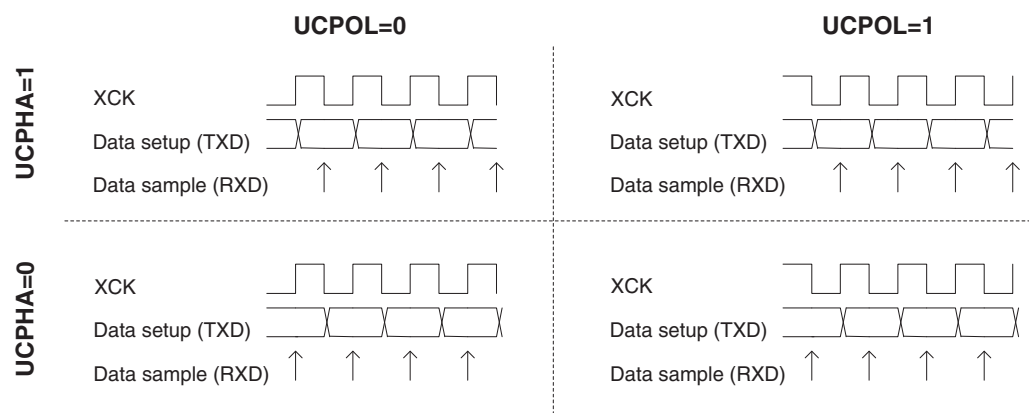 UCPOL=0
UCPOL=1
UCPHA=1
XCK
Data setup (TXD)
Data sample (RXD)
XCK
Data setup (TXD)
Data sample (RXD)
UCPHA=0
XCK
Data setup (TXD)
Data sample (RXD)
XCK
Data setup (TXD)
Data sample (RXD)